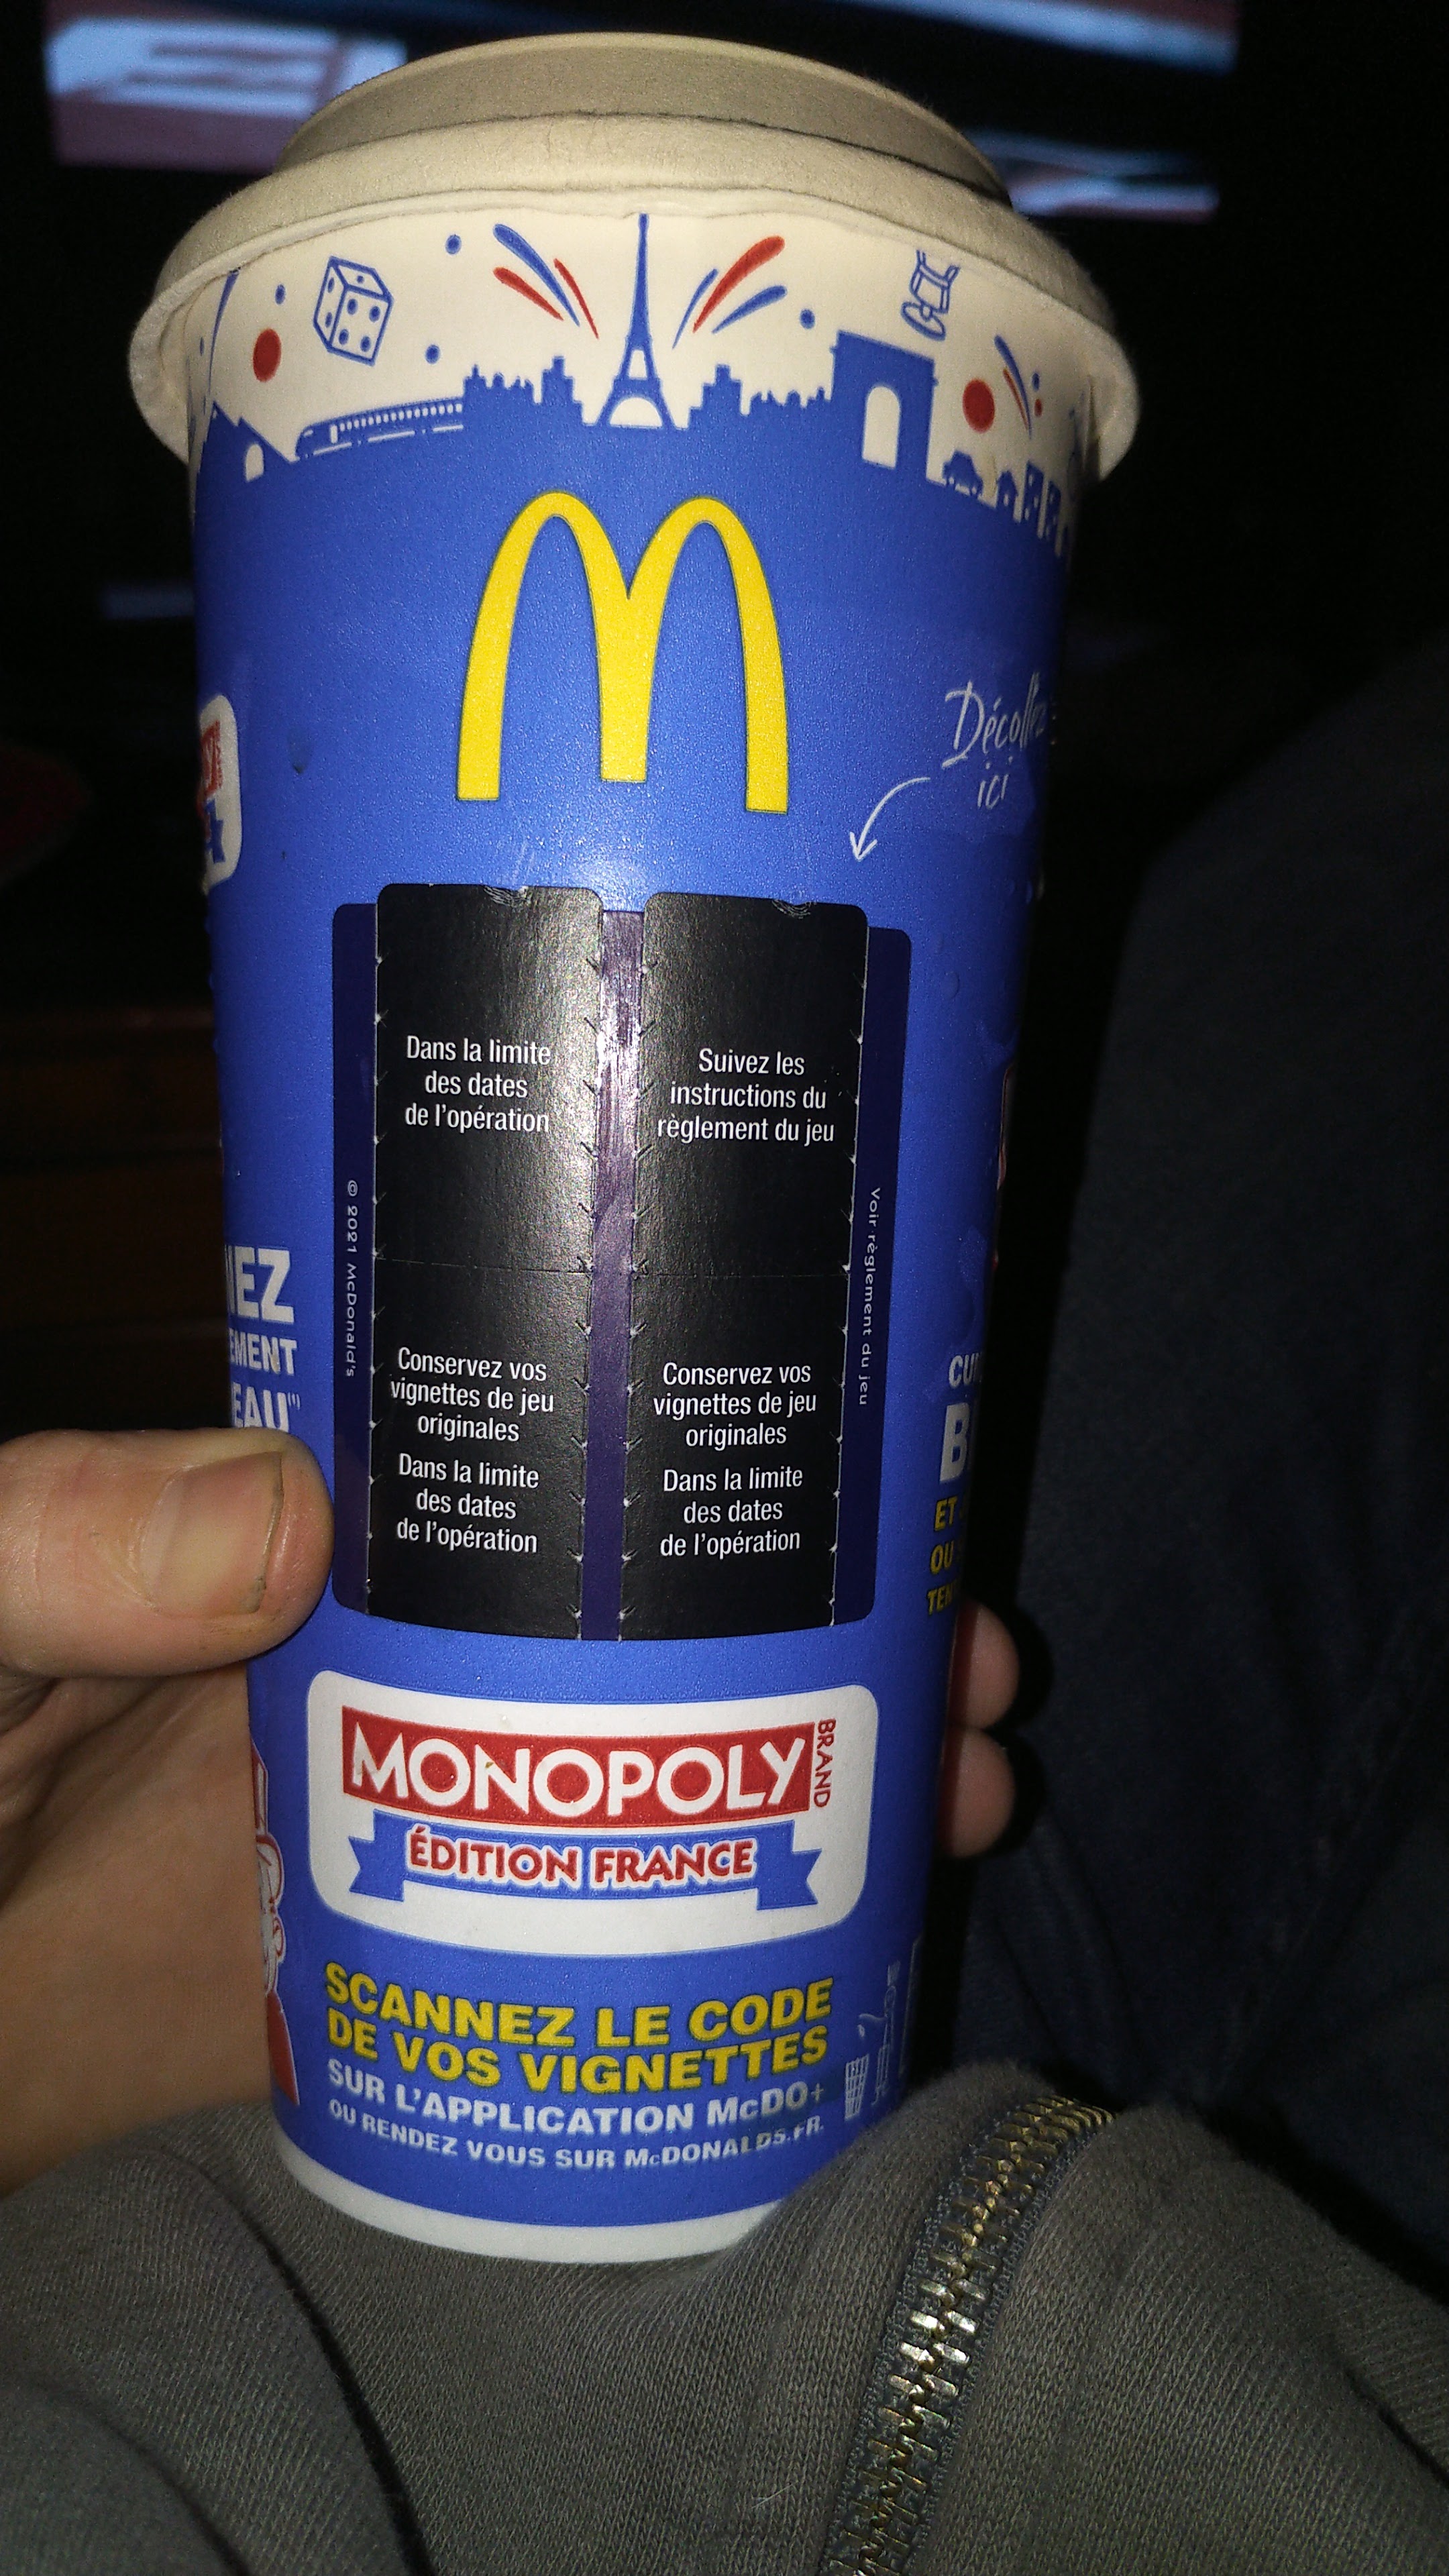 Décollez
ici
© 2021 McDonald's
Dans la limite
des dates
de l'opération
Suivez les
instructions du
règlement du jeu
Conservez vos
vignettes de jeu
originales
Dans la limite
des dates
de l'opération
Conservez vos
vignettes de jeu
originales
Dans la limite
des dates
de l'opération
Voir règlement du jeu
MONOPOLY
BRAND
ÉDITION FRANCE
SCANNEZ LE CODE
DE VOS VIGNETTES
SUR L'APPLICATION McDO+
OU RENDEZ VOUS SUR McDONALDS.FR.
ET